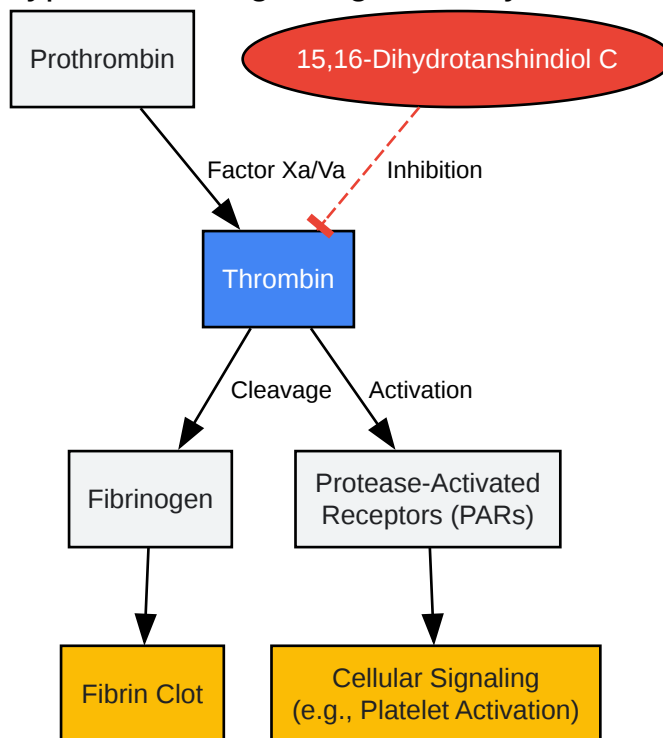 Prothrombin
15,16-Dihydrotanshindiol C
Factor Xa/Va
Inhibition
Thrombin
Cleavage
Activation
Fibrinogen
Protease-Activated
Receptors (PARs)
Fibrin Clot
Cellular Signaling
(e.g., Platelet Activation)